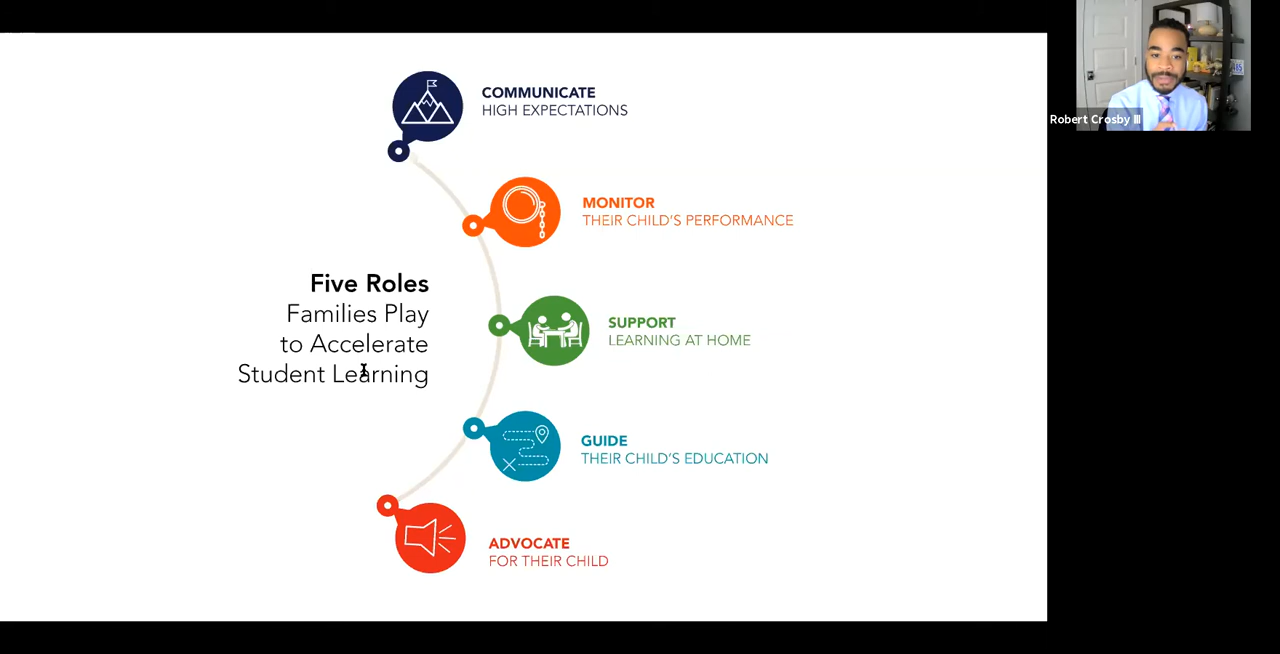 COMMUNICATE
HIGH EXPECTATIONS
MONITOR
THEIR CHILD'S PERFORMANCE
Five Roles
Families Play
to Accelerate
Student Learning
SUPPORT
LEARNING AT HOME
GUIDE
THEIR CHILD'S EDUCATION
ADVOCATE
FOR THEIR CHILD
Robert Crosby III